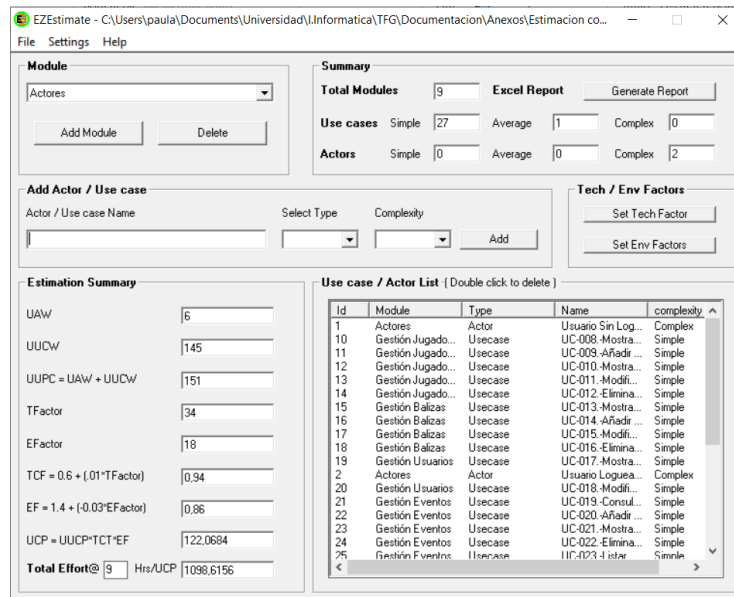 EZEstimate - C:\Users\paula\Documents\Universidad\I.Informatica\TFG\Documentacion\Anexos\Estimacion co...
File Settings Help
Module
Actores
Add Module Delete
Summary
Total Modules 9 Excel Report Generate Report
Use cases Simple 27 Average 1 Complex 0
Actors Simple 0 Average 0 Complex 2
Add Actor / Use case
Actor / Use case Name Select Type Complexity
Add
Tech / Env Factors
Set Tech Factor
Set Env Factors
Estimation Summary
UAW 6
UUCW 145
UUPC = UAW + UUCW 151
TFactor 34
EFactor 18
TCF = 0.6 + (.01*TFactor) 0,94
EF = 1.4 + (-0.03*EFactor) 0,86
UCP = UUCP*TCT*EF 122,0684
Total Effort@ 9 Hrs/UCP 1098,6156
Use case / Actor List ( Double click to delete )
Id Module Type Name complexity
1 Actores Actor Usuario Sin Log... Complex
10 Gestión Jugado... Usecase UC-008.-Mostra... Simple
11 Gestión Jugado... Usecase UC-009.-Añadir ... Simple
12 Gestión Jugado... Usecase UC-010.-Mostra... Simple
13 Gestión Jugado... Usecase UC-011.-Modifi... Simple
14 Gestión Jugado... Usecase UC-012.-Elimina... Simple
15 Gestión Balizas Usecase UC-013.-Mostra... Simple
16 Gestión Balizas Usecase UC-014.-Añadir ... Simple
17 Gestión Balizas Usecase UC-015.-Modifi... Simple
18 Gestión Balizas Usecase UC-016.-Elimina... Simple
19 Gestión Usuarios Usecase UC-017.-Mostra... Simple
2 Actores Actor Usuario Loguea... Complex
20 Gestión Usuarios Usecase UC-018.-Modifi... Simple
21 Gestión Eventos Usecase UC-019.-Consul... Simple
22 Gestión Eventos Usecase UC-020.-Añadir ... Simple
23 Gestión Eventos Usecase UC-021.-Mostra... Simple
24 Gestión Eventos Usecase UC-022.-Elimina... Simple
25 Gestión Eventos Usecase UC-023.-Listar Simple